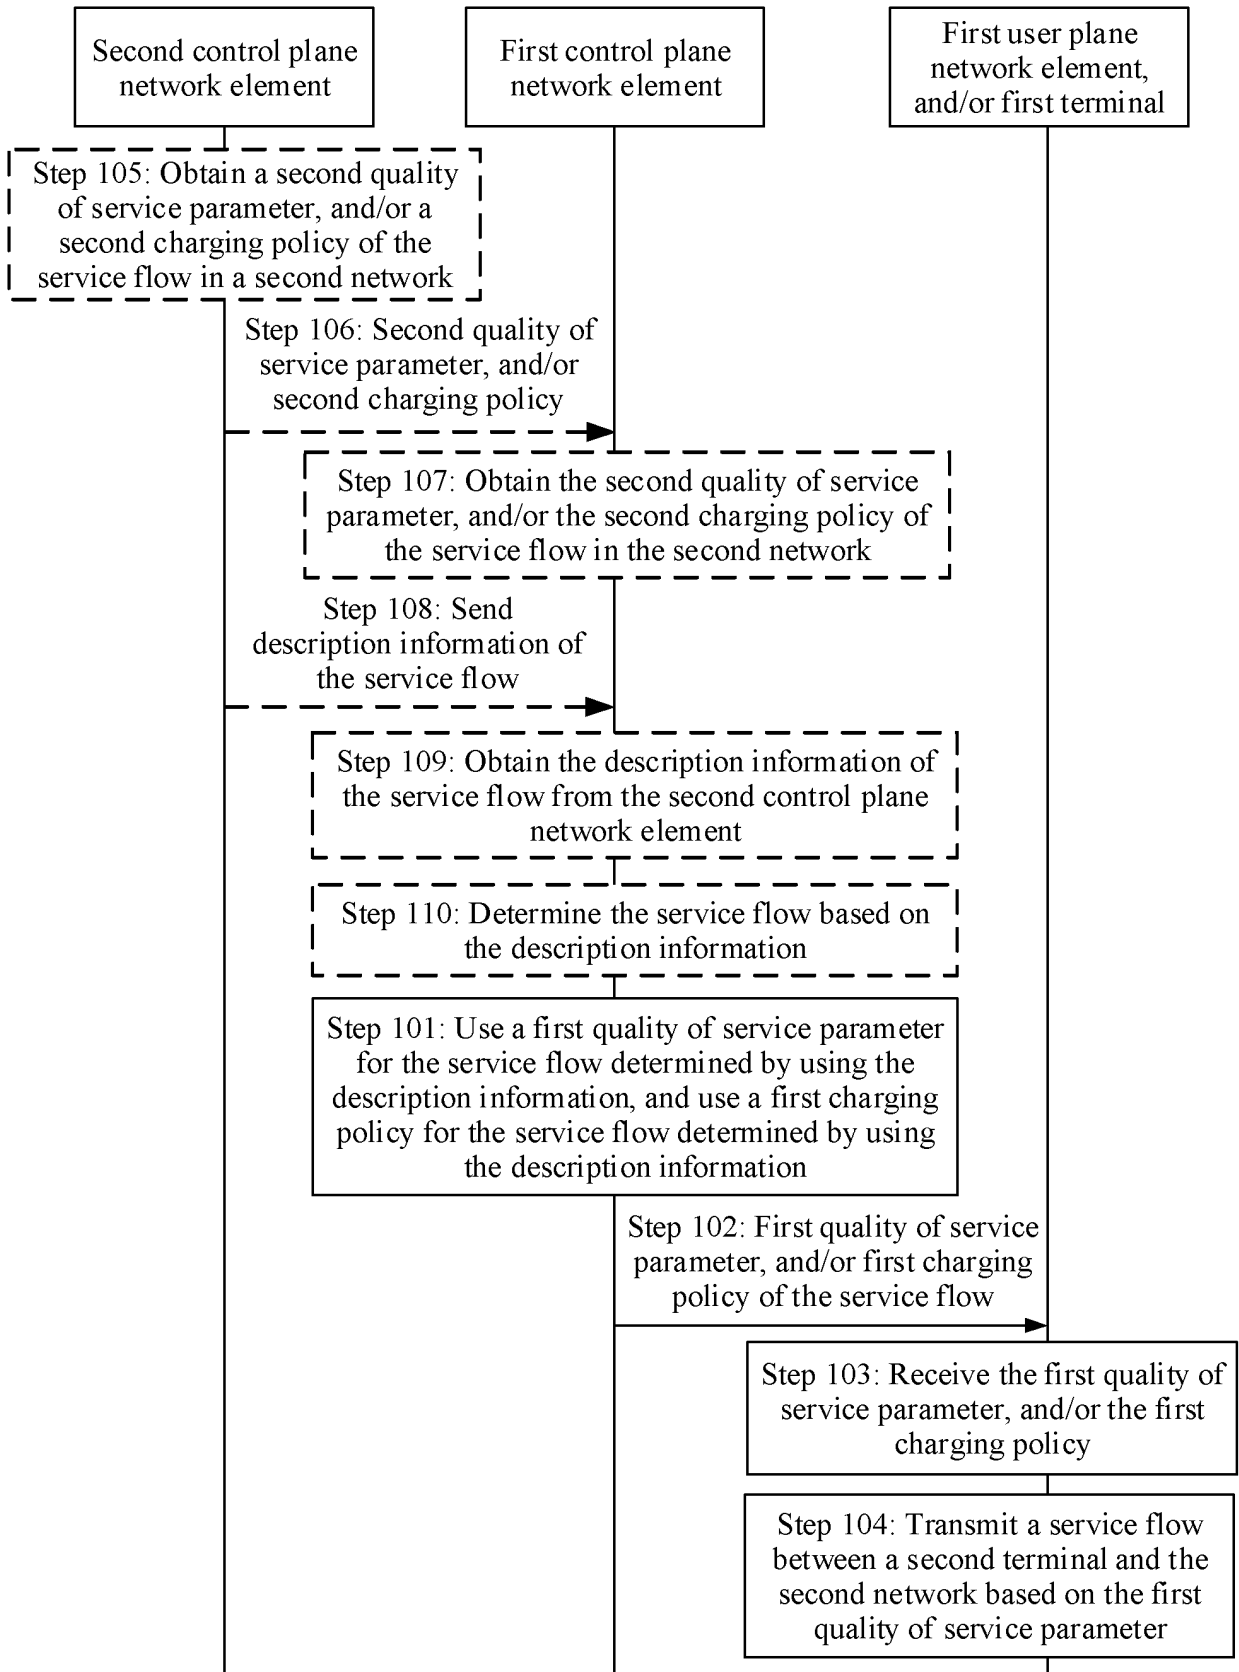 Second control plane
network element
First control plane
network element
First user plane
network element,
and/or first terminal
Step 105: Obtain a second quality
of service parameter, and/or a
second charging policy of the
service flow in a second network
Step 106: Second quality of
service parameter, and/or
second charging policy
Step 107: Obtain the second quality of service
parameter, and/or the second charging policy of
the service flow in the second network
Step 108: Send
description information of
the service flow
Step 109: Obtain the description information of
the service flow from the second control plane
network element
Step 110: Determine the service flow based on
the description information
Step 101: Use a first quality of service parameter
for the service flow determined by using the
description information, and use a first charging
policy for the service flow determined by using
the description information
Step 102: First quality of service
parameter, and/or first charging
policy of the service flow
Step 103: Receive the first quality of
service parameter, and/or the first
charging policy
Step 104: Transmit a service flow
between a second terminal and the
second network based on the first
quality of service parameter